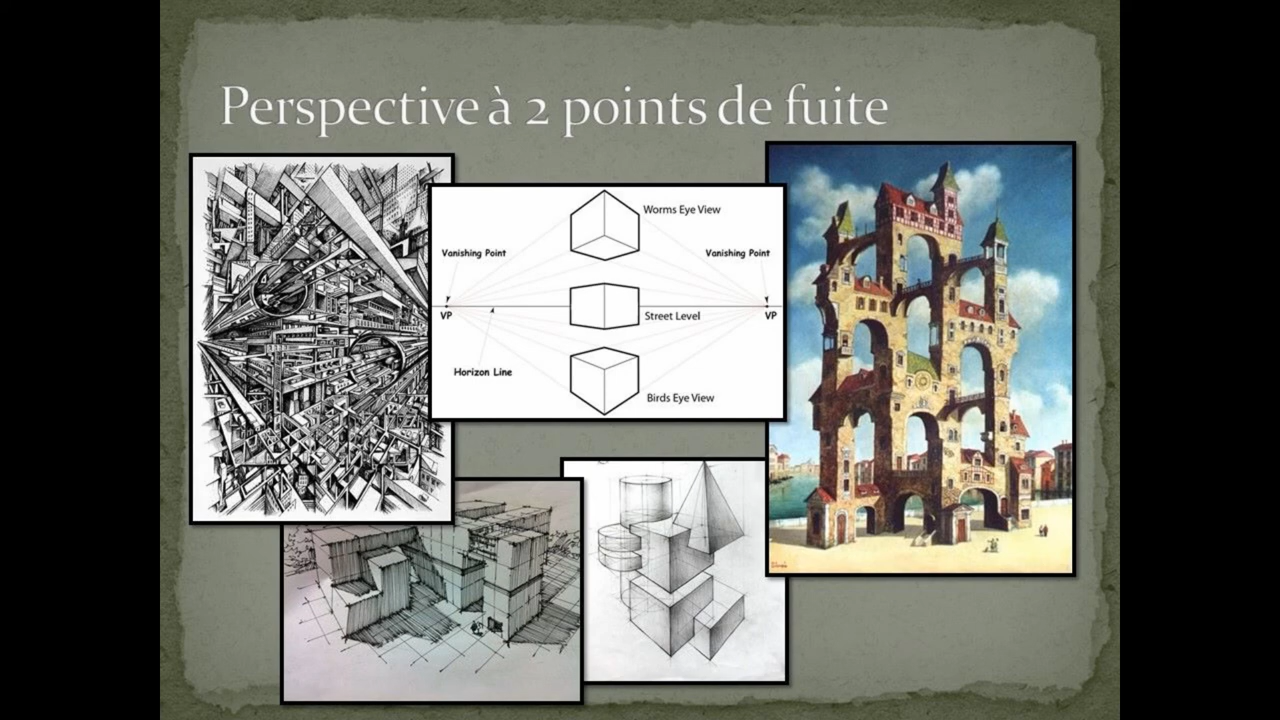 Perspective à 2 points de fuite
Worms Eye View
Vanishing Point
Vanishing Point
VP
Street Level
VP
Horizon Line
Birds Eye View